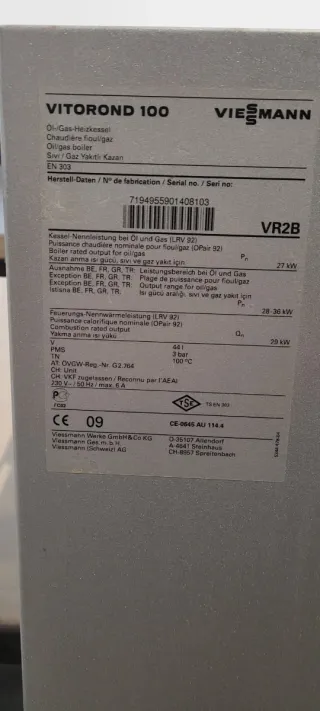 VITOROND 100 VIESSMANN
Öl-/Gas-Heizkessel
Chaudière fioul/gaz
Oil/gas boiler
Sıvı / Gaz Yakıtlı Kazan
EN 303
Herstell-Daten / N° de fabrication / Serial no. / Seri no:
7194955901408103
VR2B
Kessel-Nennleistung bei Öl und Gas (LRV 92)
Puissance chaudière nominale pour fioul/gaz (OPair 92)
Boiler rated output for oil/gas Pn
Kazan anma ısı gücü, sıvı ve gaz yakıt için 27 kW
Ausnahme BE, FR, GR, TR: Leistungsbereich bei Öl und Gas
Exception BE, FR, GR, TR: Plage de puissance pour fioul/gaz
Exception BE, FR, GR, TR: Output range for oil/gas
Istisna BE, FR, GR, TR: Isı gücü aralığı, sıvı ve gaz yakıt için Pn
28-36 kW
Feuerungs-Nennwärmeleistung (LRV 92)
Puissance calorifique nominale (OPair 92)
Combustion rated output Qn
Yakma anma ısı yükü 29 kW
V 44 l
PMS 3 bar
TN 100 °C
AT: ÖVGW-Reg.-Nr. G2.764
CH: Unit
CH: VKF zugelassen / Reconnu par l'AEAI
230 V~ / 50 Hz / max. 6 A
TSE TS EN 303
CE 09 CE-0645 AU 114.4
Viessmann Werke GmbH&Co KG D-35107 Allendorf
Viessmann Ges.m.b.H. A-4641 Steinhaus
Viessmann (Schweiz) AG CH-8957 Spreitenbach